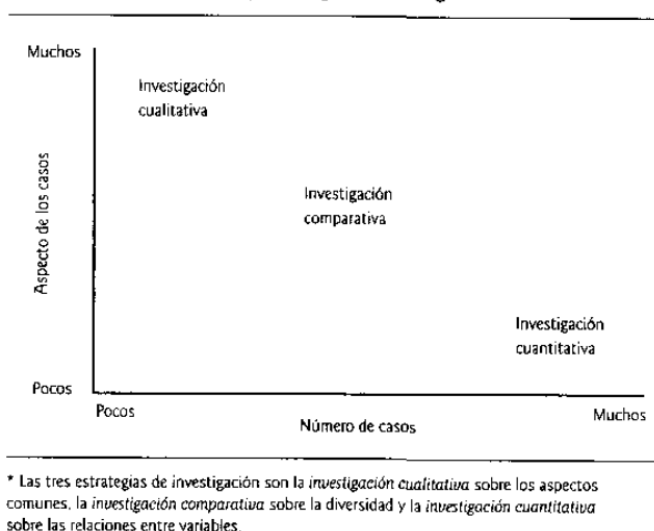 Muchos
Investigación
cualitativa
Investigación
comparativa
Aspecto de los casos
Investigación
cuantitativa
Pocos
Pocos
Número de casos
Muchos
* Las tres estrategias de investigación son la investigación cualitativa sobre los aspectos
comunes, la investigación comparativa sobre la diversidad y la investigación cuantitativa
sobre las relaciones entre variables.